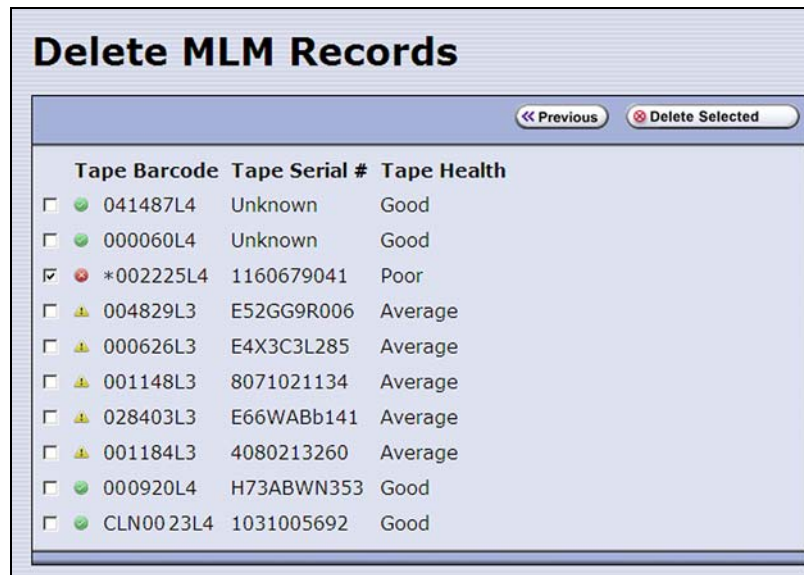 Delete MLM Records
Previous Delete Selected
Tape Barcode Tape Serial # Tape Health
041487L4 Unknown Good
000060L4 Unknown Good
*002225L4 1160679041 Poor
004829L3 E52GG9R006 Average
000626L3 E4X3C3L285 Average
001148L3 8071021134 Average
028403L3 E66WABb141 Average
001184L3 4080213260 Average
000920L4 H73ABWN353 Good
CLN0023L4 1031005692 Good